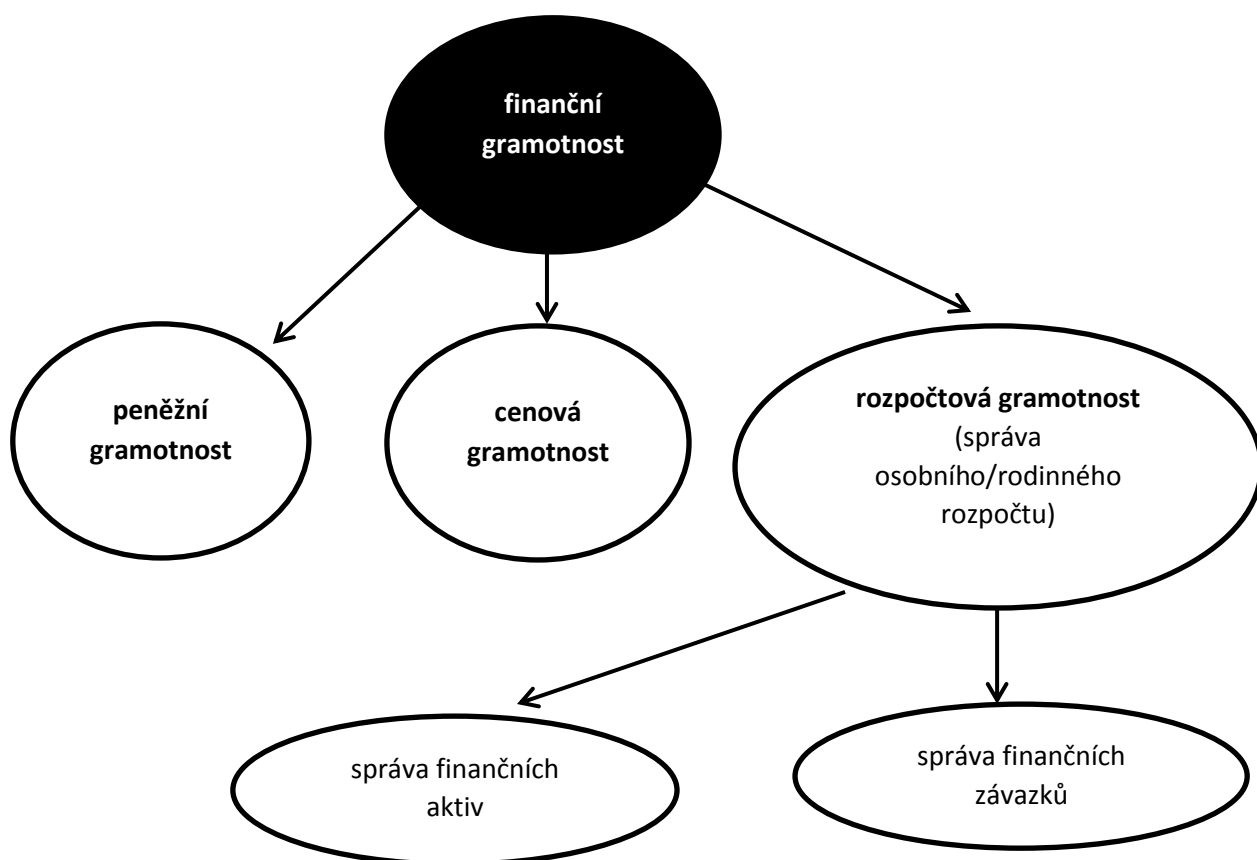 finanční
gramotnost
peněžní
gramotnost
cenová
gramotnost
rozpočtová gramotnost
(správa
osobního/rodinného
rozpočtu)
správa finančních
aktiv
správa finančních
závazků